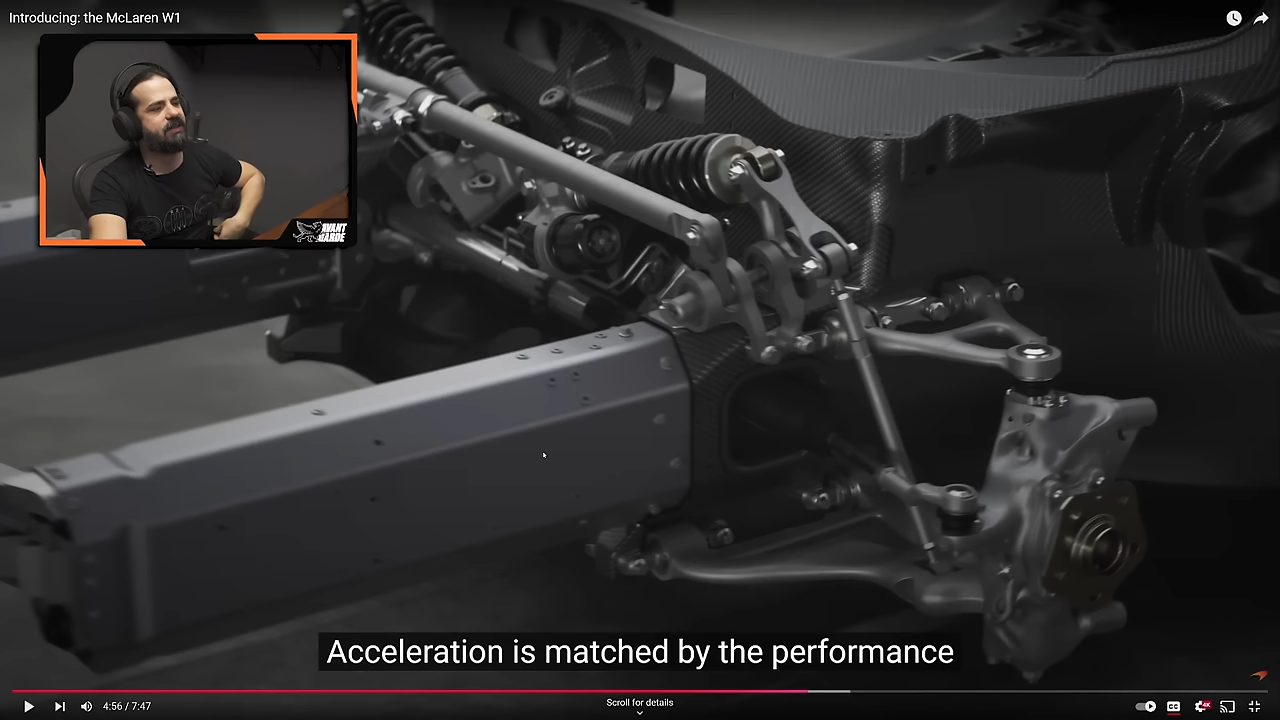 Introducing: the McLaren W1
AVANT
GARDE
Acceleration is matched by the performance
4:56 / 7:47
Scroll for details
4K